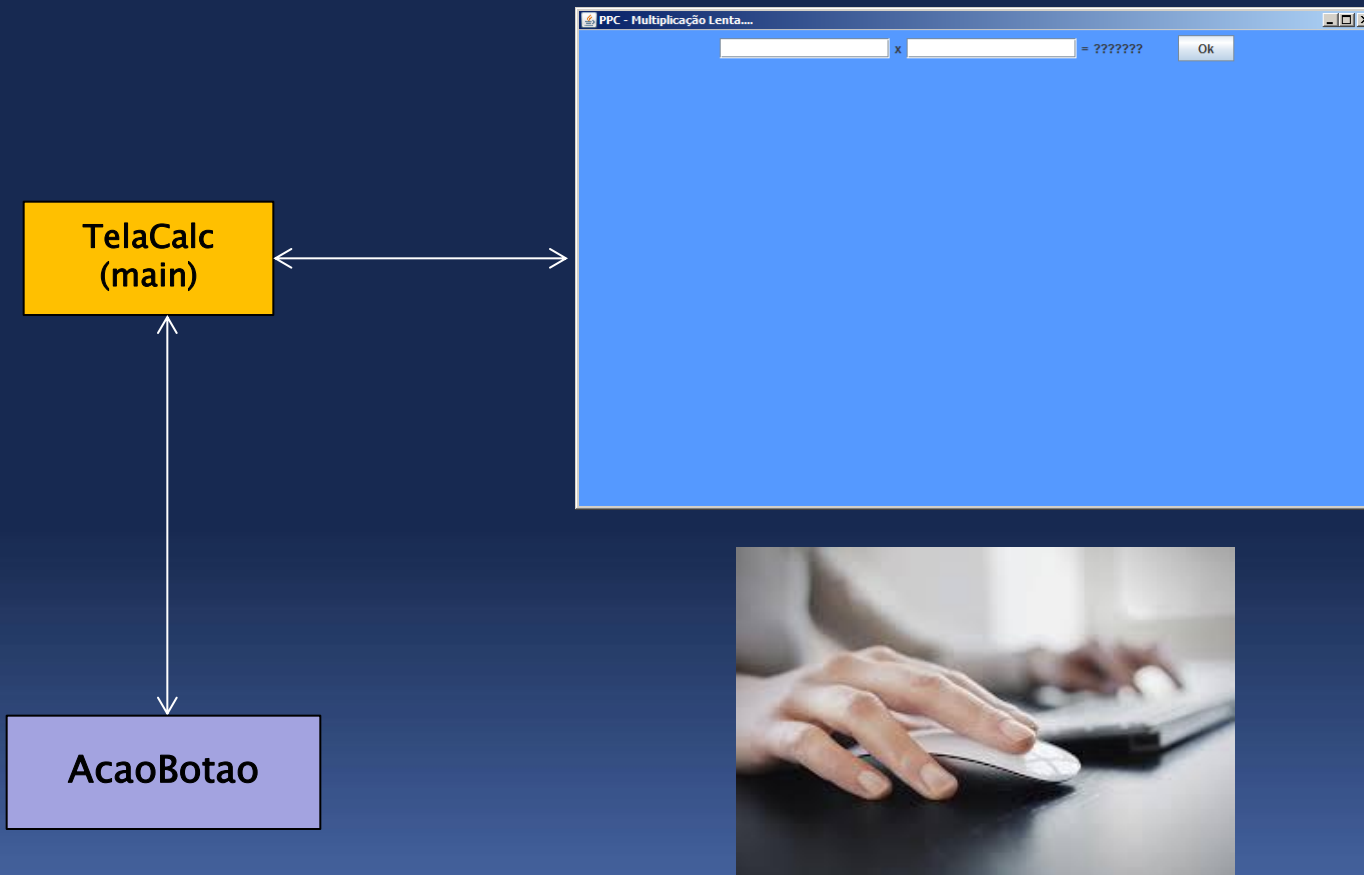 PPC - Multiplicação Lenta....
x = ??????? Ok
TelaCalc
(main)
AcaoBotao